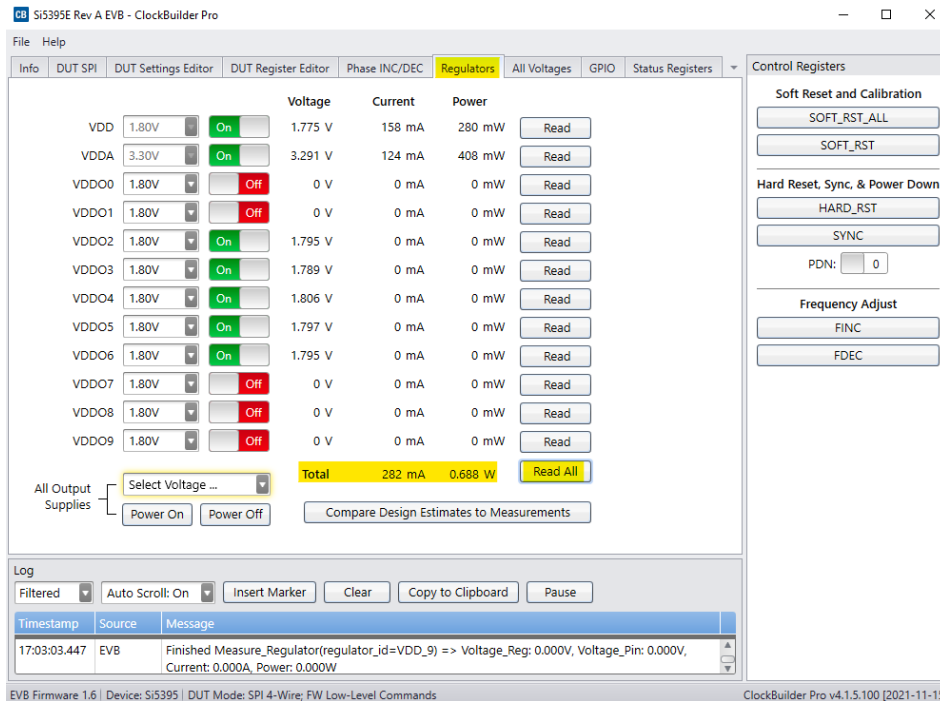 CB Si5395E Rev A EVB - ClockBuilder Pro
File Help
Info DUT SPI DUT Settings Editor DUT Register Editor Phase INC/DEC Regulators All Voltages GPIO Status Registers
Voltage Current Power
VDD 1.80V On 1.775 V 158 mA 280 mW Read
VDDA 3.30V On 3.291 V 124 mA 408 mW Read
VDDO0 1.80V Off 0 V 0 mA 0 mW Read
VDDO1 1.80V Off 0 V 0 mA 0 mW Read
VDDO2 1.80V On 1.795 V 0 mA 0 mW Read
VDDO3 1.80V On 1.789 V 0 mA 0 mW Read
VDDO4 1.80V On 1.806 V 0 mA 0 mW Read
VDDO5 1.80V On 1.797 V 0 mA 0 mW Read
VDDO6 1.80V On 1.795 V 0 mA 0 mW Read
VDDO7 1.80V Off 0 V 0 mA 0 mW Read
VDDO8 1.80V Off 0 V 0 mA 0 mW Read
VDDO9 1.80V Off 0 V 0 mA 0 mW Read
Total 282 mA 0.688 W Read All
All Output Supplies
Select Voltage ...
Power On Power Off
Compare Design Estimates to Measurements
Control Registers
Soft Reset and Calibration
SOFT_RST_ALL
SOFT_RST
Hard Reset, Sync, & Power Down
HARD_RST
SYNC
PDN: 0
Frequency Adjust
FINC
FDEC
Log
Filtered Auto Scroll: On Insert Marker Clear Copy to Clipboard Pause
Timestamp Source Message
17:03:03.447 EVB Finished Measure_Regulator(regulator_id=VDD_9) => Voltage_Reg: 0.000V, Voltage_Pin: 0.000V,
Current: 0.000A, Power: 0.000W
EVB Firmware 1.6 | Device: Si5395 | DUT Mode: SPI 4-Wire; FW Low-Level Commands
ClockBuilder Pro v4.1.5.100 [2021-11-15